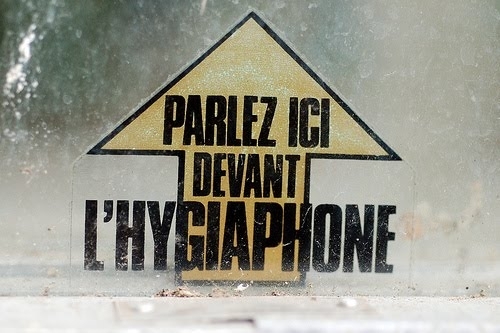 PARLEZ ICI
DEVANT
L'HYGIAPHONE